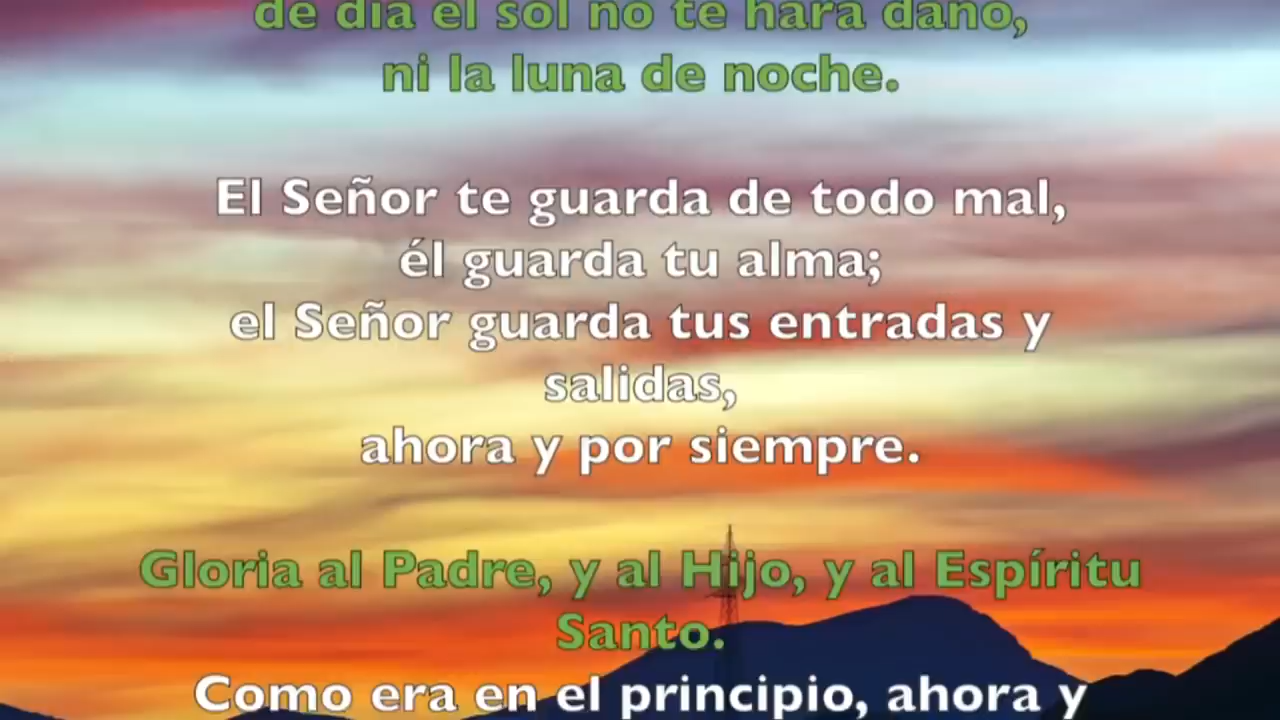 de día el sol no te hará daño,
ni la luna de noche.
El Señor te guarda de todo mal,
él guarda tu alma;
el Señor guarda tus entradas y
salidas,
ahora y por siempre.
Gloria al Padre, y al Hijo, y al Espíritu
Santo.
Como era en el principio, ahora y